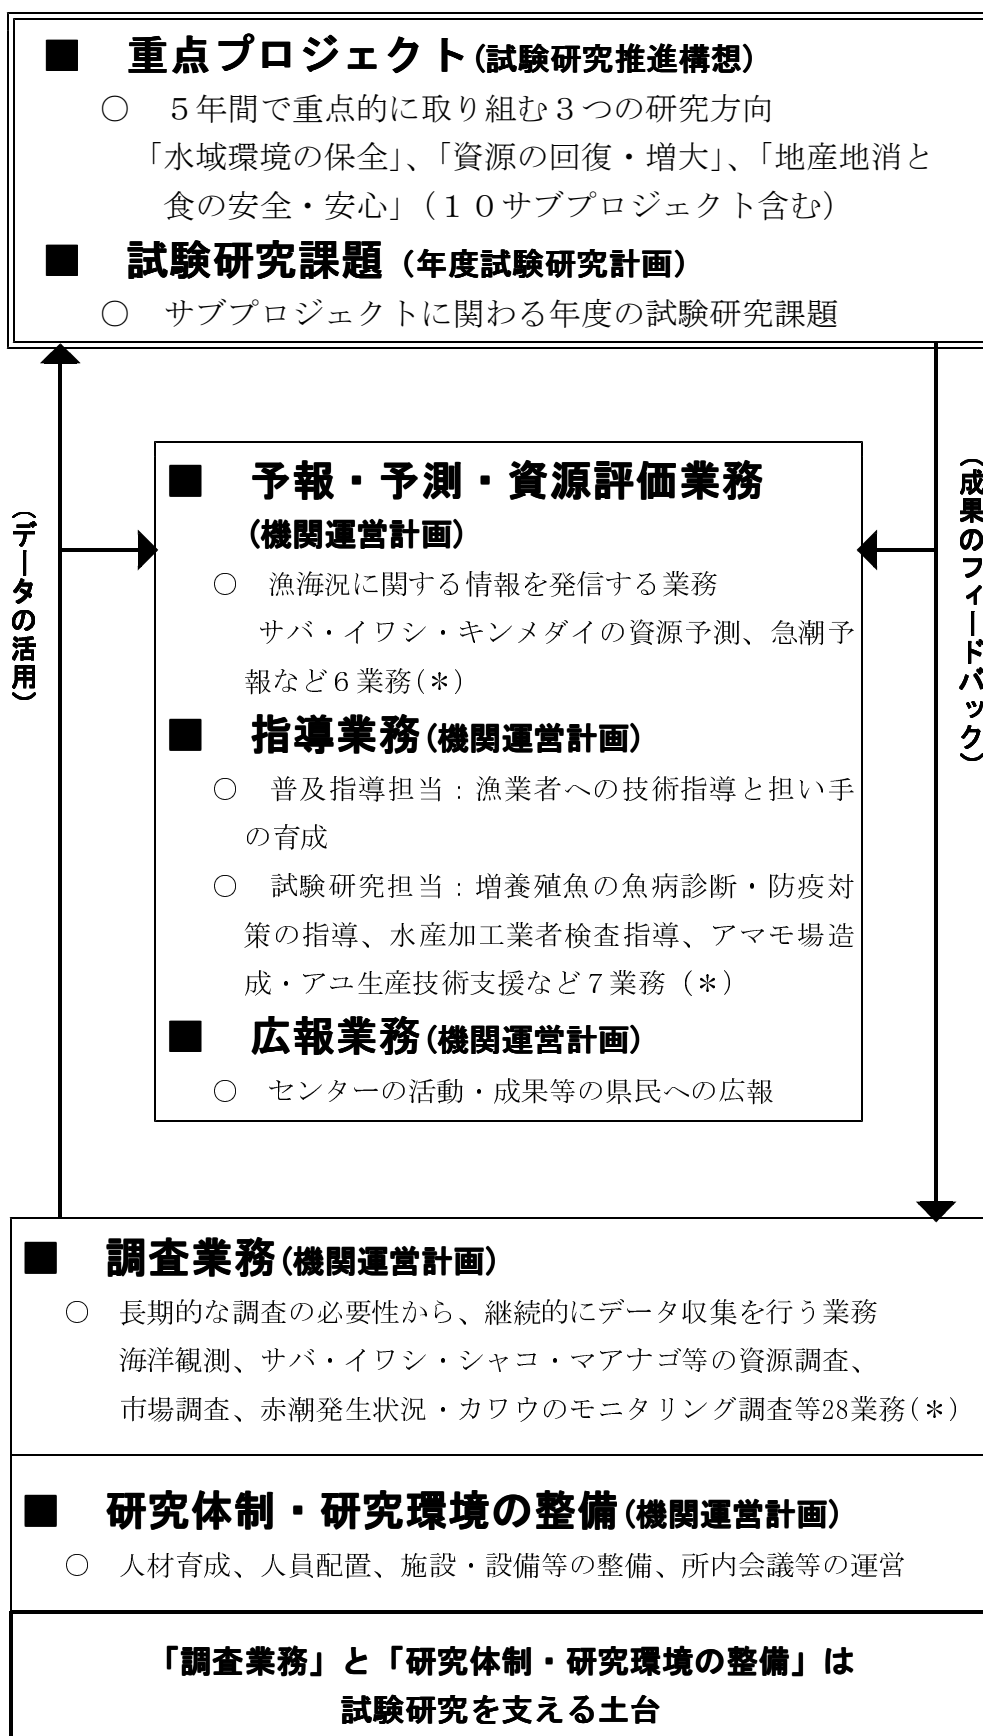 ■ 重点プロジェクト(試験研究推進構想)
○ 5年間で重点的に取り組む3つの研究方向
「水域環境の保全」、「資源の回復・増大」、「地産地消と
食の安全・安心」(10サブプロジェクト含む)
■ 試験研究課題 (年度試験研究計画)
○ サブプロジェクトに関わる年度の試験研究課題
(データの活用)
■ 予報・予測・資源評価業務
(機関運営計画)
○ 漁海況に関する情報を発信する業務
サバ・イワシ・キンメダイの資源予測、急潮予
報など6業務(*)
■ 指導業務(機関運営計画)
○ 普及指導担当:漁業者への技術指導と担い手
の育成
○ 試験研究担当:増養殖魚の魚病診断・防疫対
策の指導、水産加工業者検査指導、アマモ場造
成・アユ生産技術支援など7業務(*)
■ 広報業務(機関運営計画)
○ センターの活動・成果等の県民への広報
(成果のフィードバック)
■ 調査業務(機関運営計画)
○ 長期的な調査の必要性から、継続的にデータ収集を行う業務
海洋観測、サバ・イワシ・シャコ・マアナゴ等の資源調査、
市場調査、赤潮発生状況・カワウのモニタリング調査等28業務(*)
■ 研究体制・研究環境の整備(機関運営計画)
○ 人材育成、人員配置、施設・設備等の整備、所内会議等の運営
「調査業務」と「研究体制・研究環境の整備」は
試験研究を支える土台